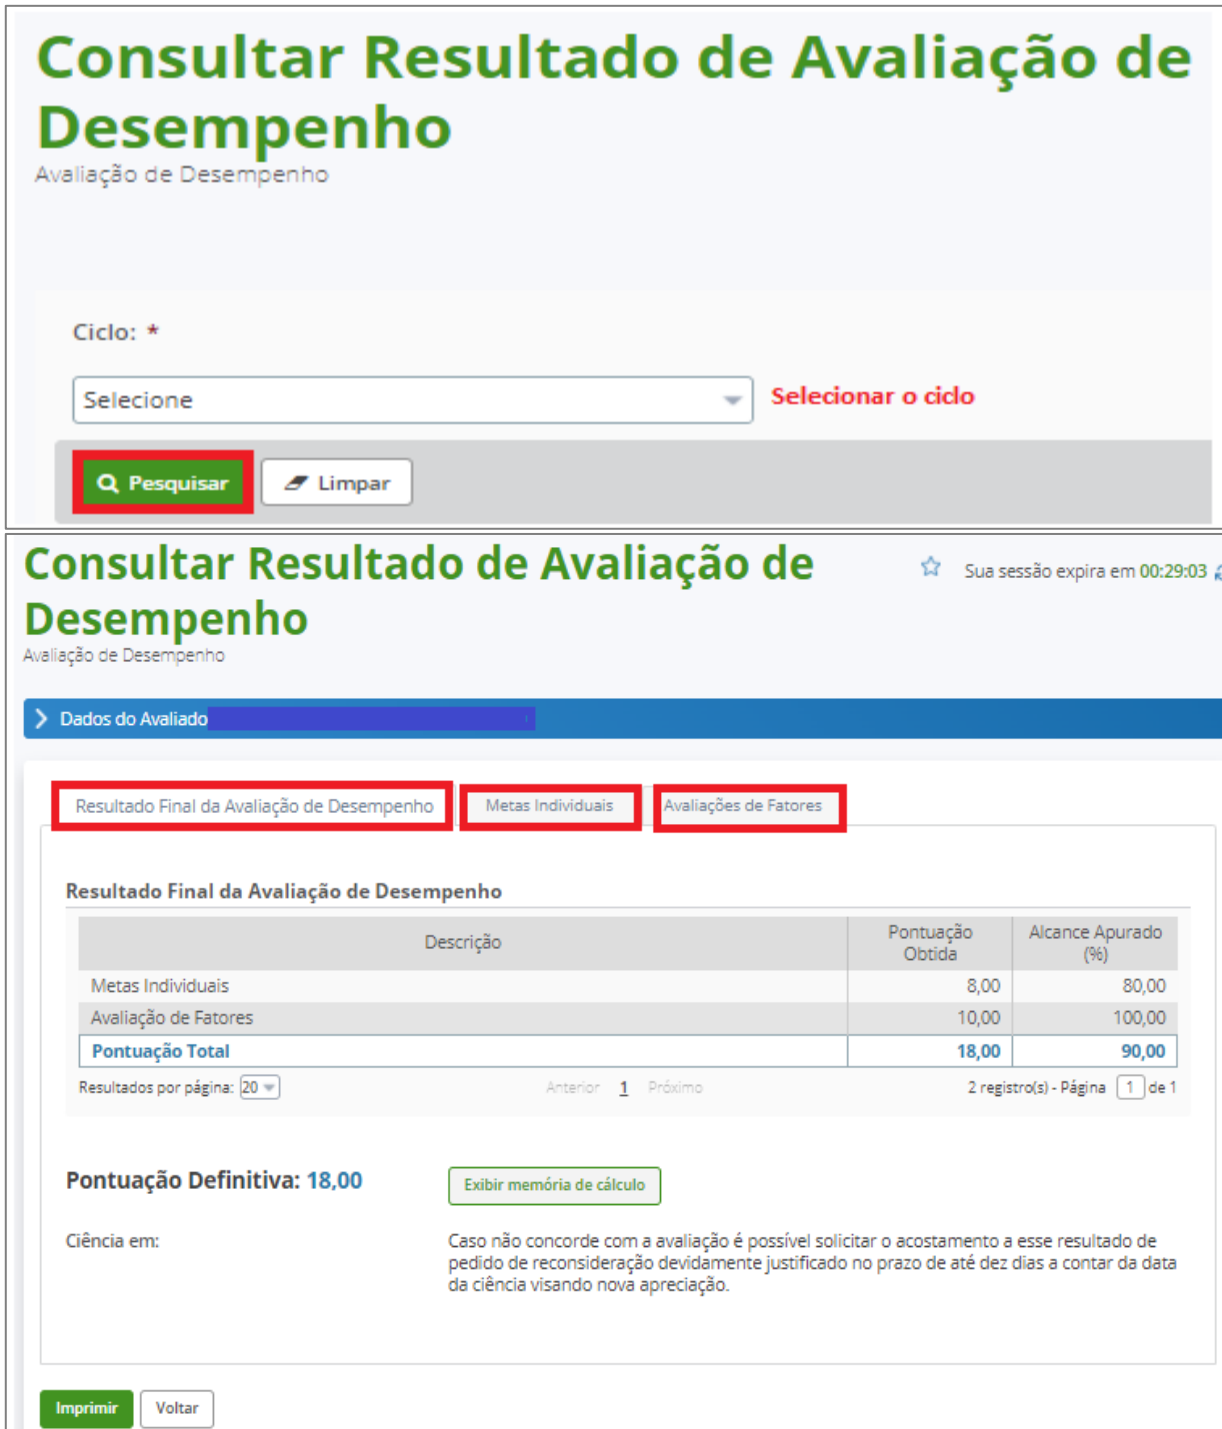 Consultar Resultado de Avaliação de
Desempenho
Avaliação de Desempenho
Ciclo: *
Selecione
Selecionar o ciclo
Pesquisar
Limpar
Consultar Resultado de Avaliação de
Desempenho
Sua sessão expira em 00:29:03
Avaliação de Desempenho
Dados do Avaliado
Resultado Final da Avaliação de Desempenho
Metas Individuais
Avaliações de Fatores
Resultado Final da Avaliação de Desempenho
Descrição
Pontuação
Obtida
Alcance Apurado
(%)
Metas Individuais 8,00 80,00
Avaliação de Fatores 10,00 100,00
Pontuação Total 18,00 90,00
Resultados por página: 20 Anterior 1 Próximo 2 registro(s) - Página 1 de 1
Pontuação Definitiva: 18,00
Exibir memória de cálculo
Ciência em:
Caso não concorde com a avaliação é possível solicitar o acostamento a esse resultado de
pedido de reconsideração devidamente justificado no prazo de até dez dias a contar da data
da ciência visando nova apreciação.
Imprimir
Voltar